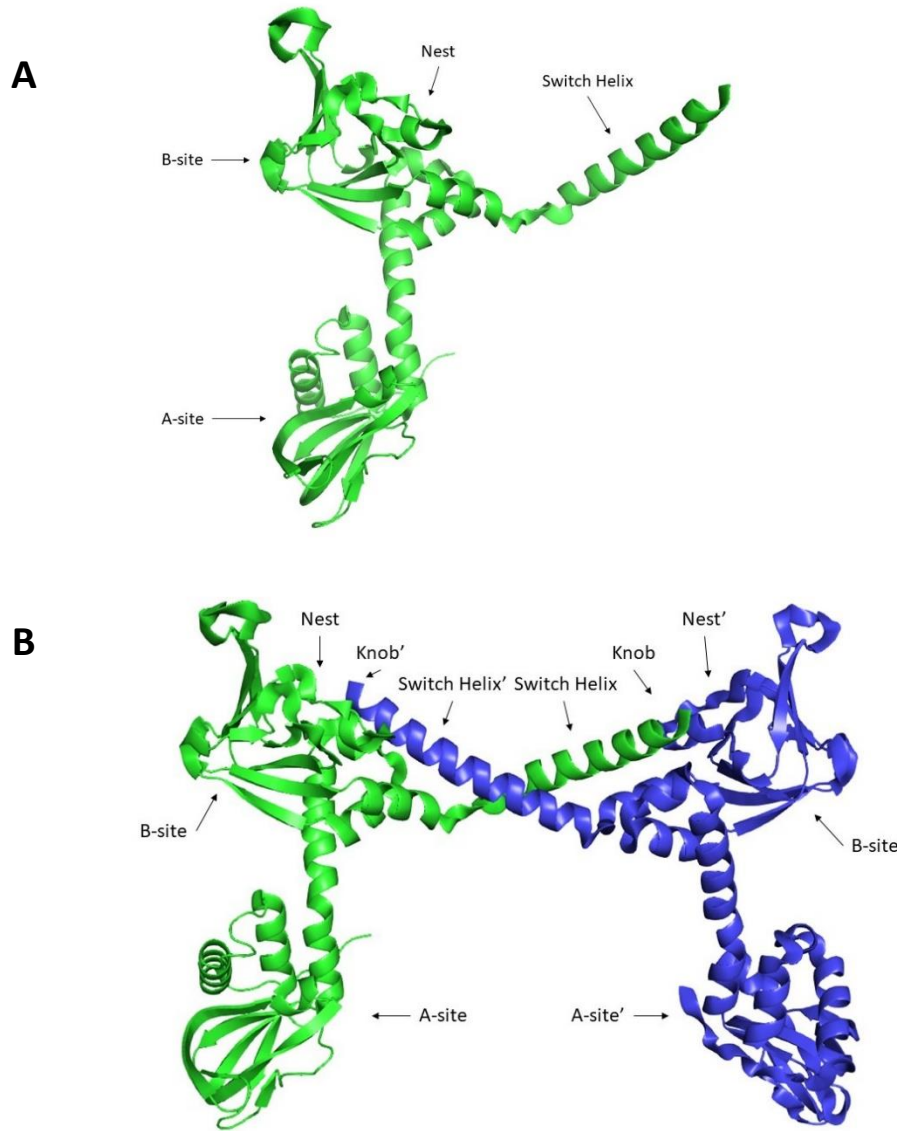 A
Nest
Switch Helix
B-site
A-site
B
Nest
Knob’
Switch Helix’
Switch Helix
Knob
Nest’
B-site
B-site
A-site
A-site’